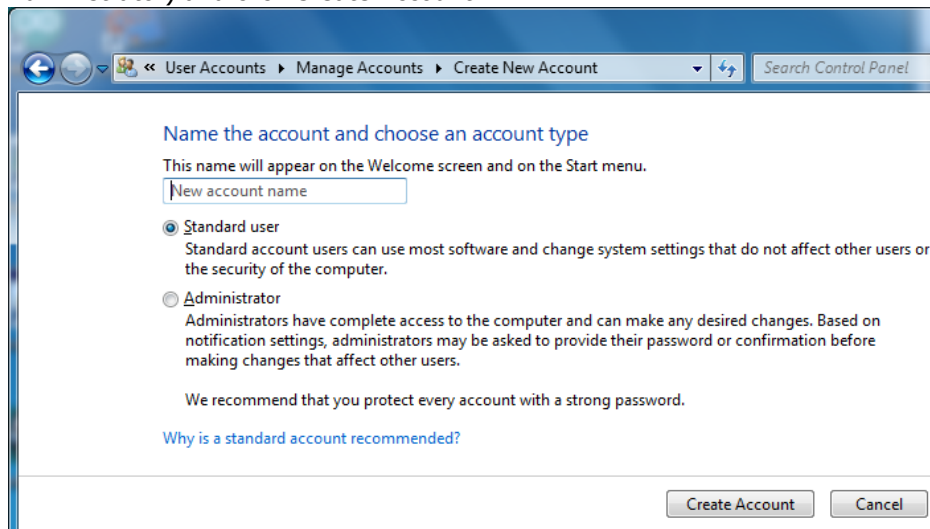 « User Accounts ▸ Manage Accounts ▸ Create New Account
Search Control Panel
Name the account and choose an account type
This name will appear on the Welcome screen and on the Start menu.
New account name
Standard user
Standard account users can use most software and change system settings that do not affect other users or
the security of the computer.
Administrator
Administrators have complete access to the computer and can make any desired changes. Based on
notification settings, administrators may be asked to provide their password or confirmation before
making changes that affect other users.
We recommend that you protect every account with a strong password.
Why is a standard account recommended?
Create Account
Cancel